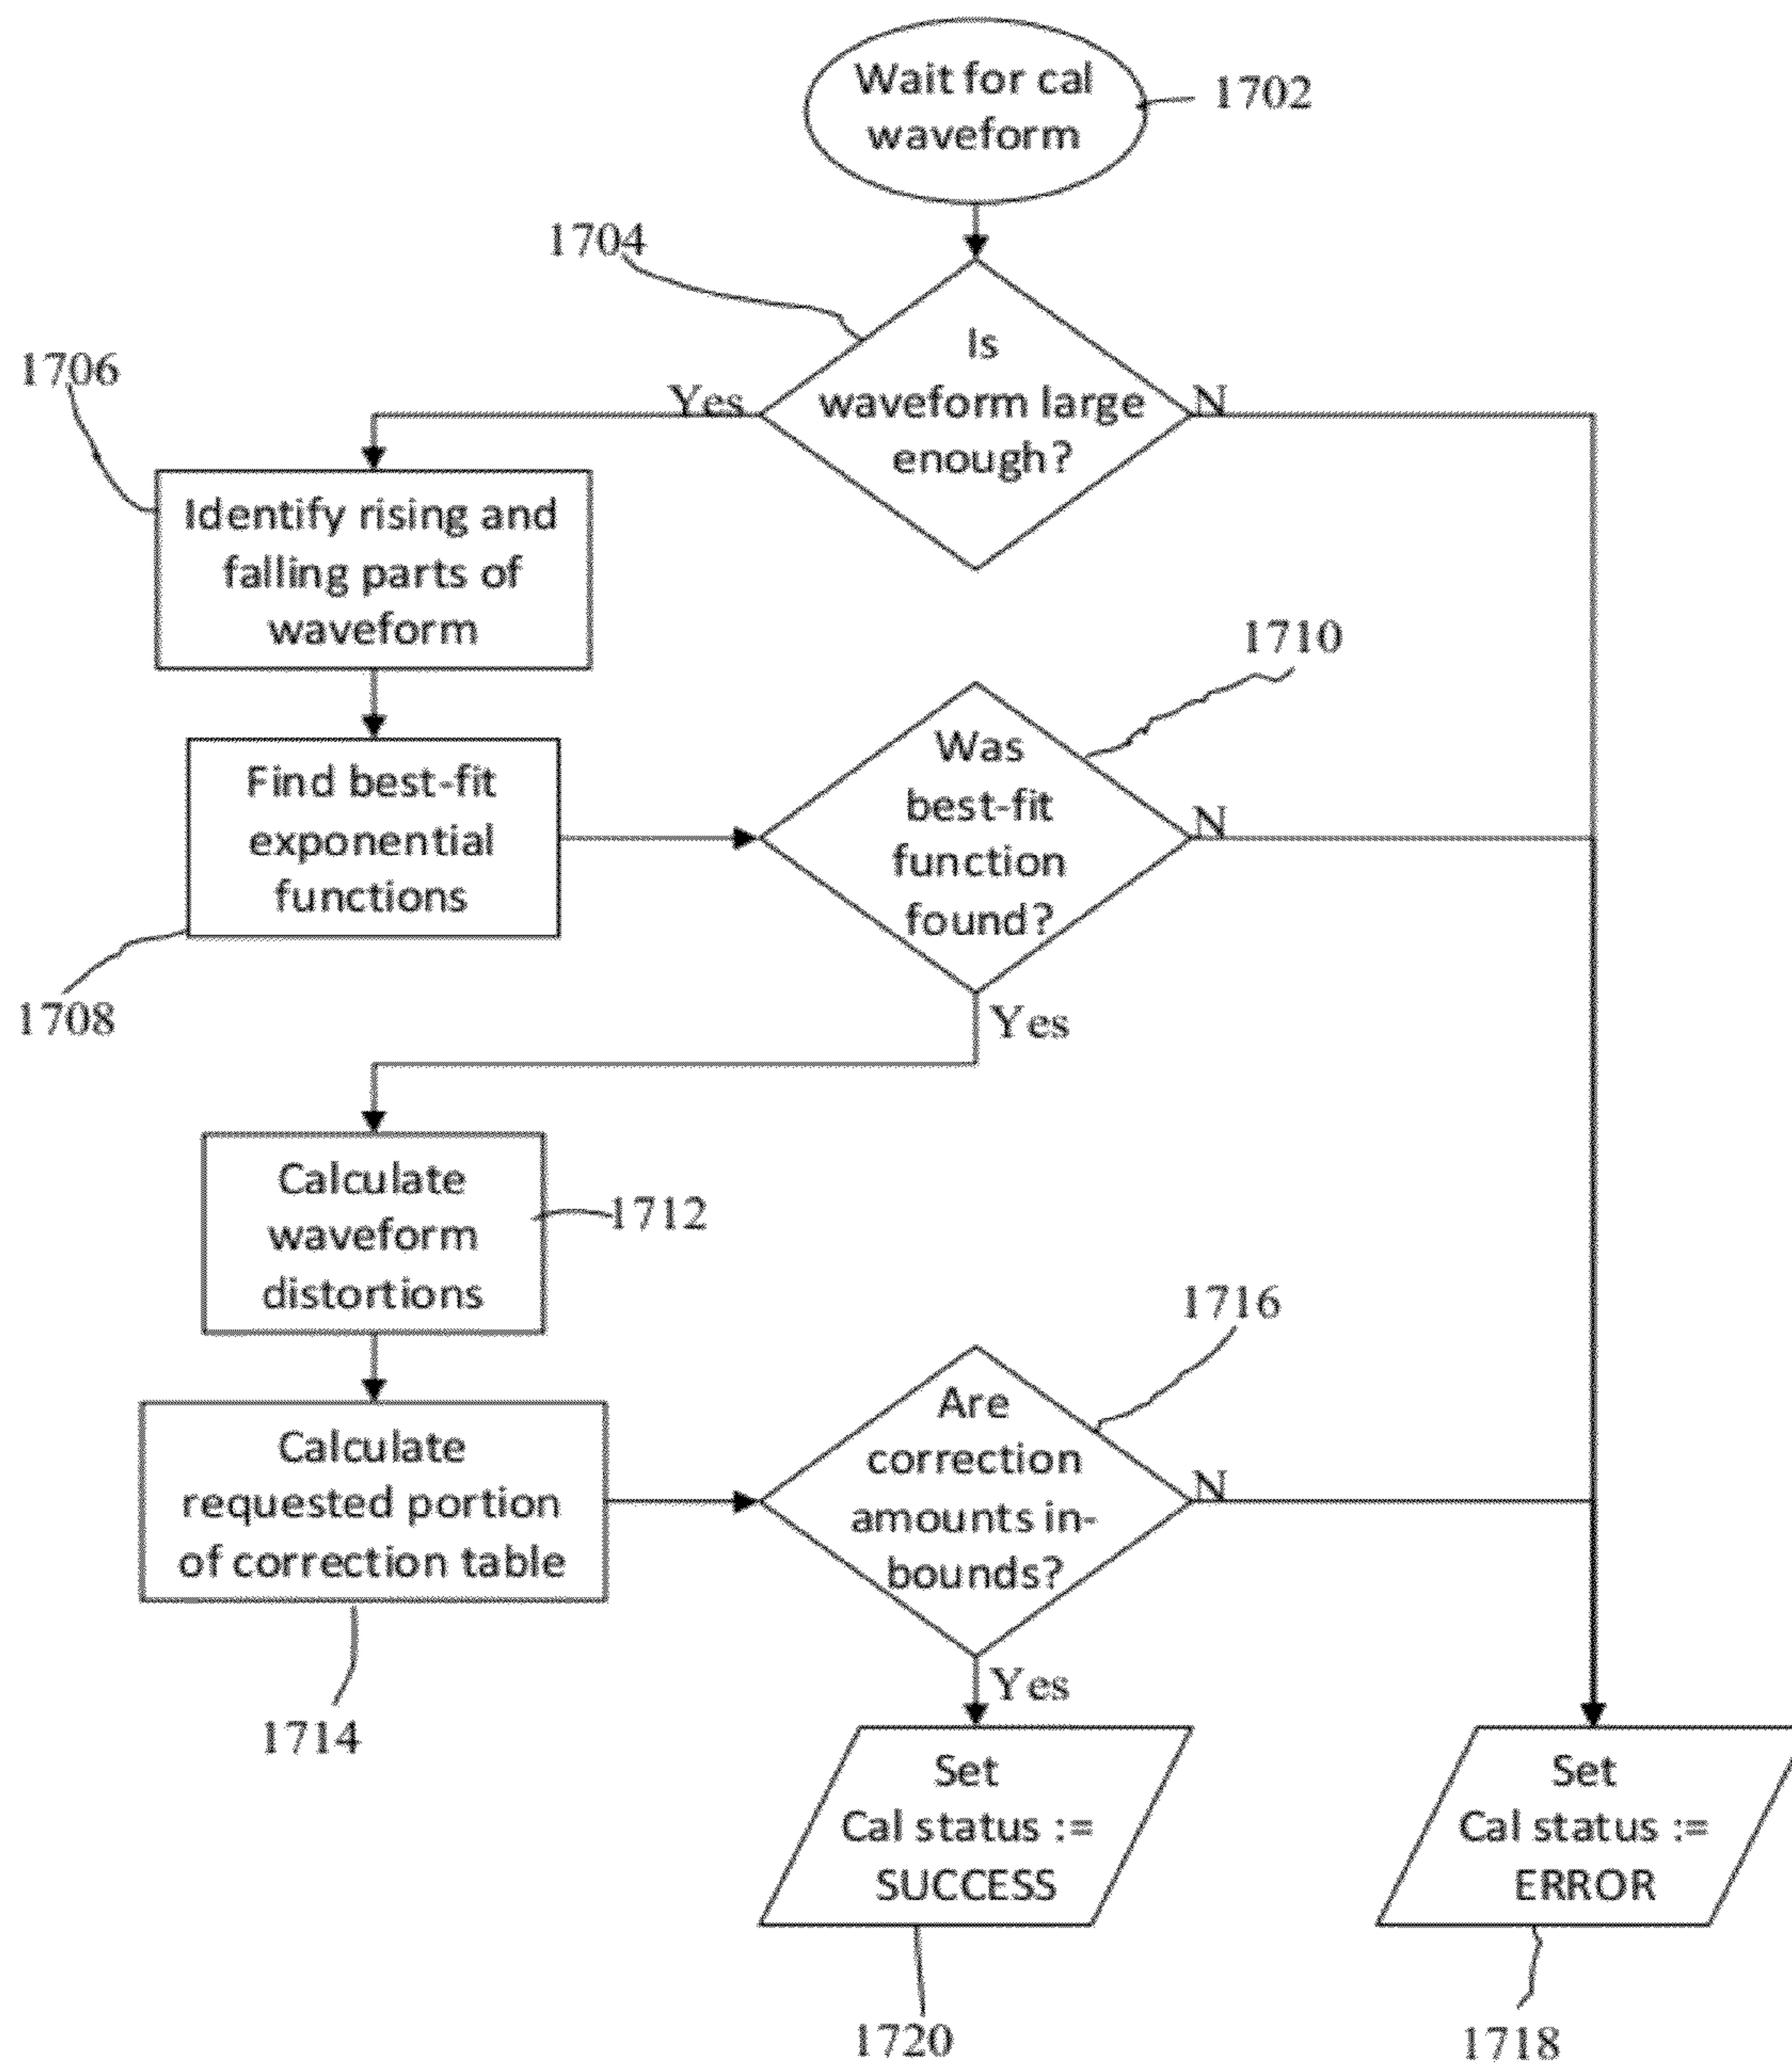 Wait for cal
waveform
1702
1704
Is
waveform large
enough?
Yes
N
1706
Identify rising and
falling parts of
waveform
1710
Find best-fit
exponential
functions
Was
best-fit
function
found?
N
1708
Yes
Calculate
waveform
distortions
1712
1716
Calculate
requested portion
of correction table
Are
correction
amounts in-
bounds?
N
1714
Yes
Set
Cal status :=
SUCCESS
Set
Cal status :=
ERROR
1720
1718